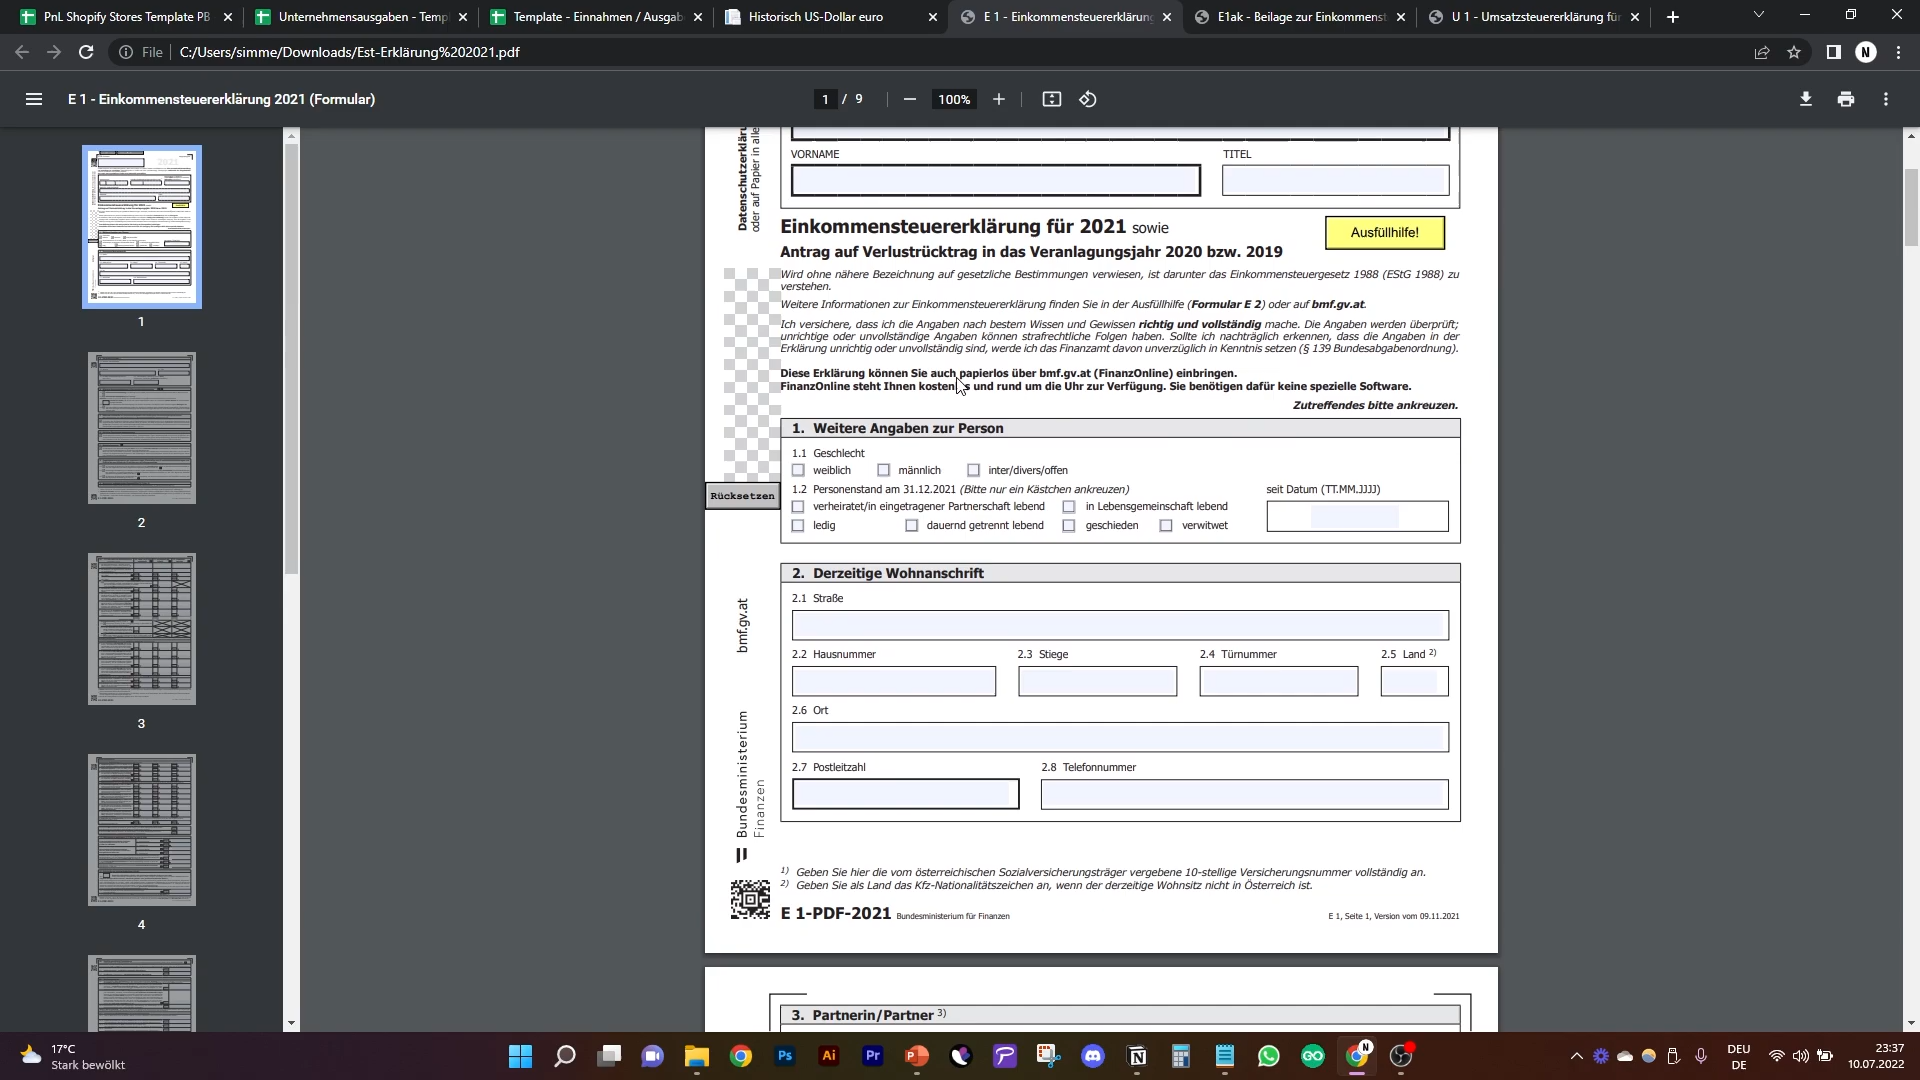 PnL Shopify Stores Template PB
Unternehmensausgaben - Templ
Template - Einnahmen / Ausgab
Historisch US-Dollar euro
E 1 - Einkommensteuererklärung
E1ak - Beilage zur Einkommenst
U 1 - Umsatzsteuererklärung für
File
C:/Users/simme/Downloads/Est-Erklärung%202021.pdf
N
E 1 - Einkommensteuererklärung 2021 (Formular)
1 / 9
100%
1
2
3
4
Datenschutzerklär
oder auf Papier in alle
VORNAME
TITEL
Einkommensteuererklärung für 2021 sowie
Antrag auf Verlustrücktrag in das Veranlagungsjahr 2020 bzw. 2019
Ausfüllhilfe!
Wird ohne nähere Bezeichnung auf gesetzliche Bestimmungen verwiesen, ist darunter das Einkommensteuergesetz 1988 (EStG 1988) zu
verstehen.
Weitere Informationen zur Einkommensteuererklärung finden Sie in der Ausfüllhilfe (Formular E 2) oder auf bmf.gv.at.
Ich versichere, dass ich die Angaben nach bestem Wissen und Gewissen richtig und vollständig mache. Die Angaben werden überprüft;
unrichtige oder unvollständige Angaben können strafrechtliche Folgen haben. Sollte ich nachträglich erkennen, dass die Angaben in der
Erklärung unrichtig oder unvollständig sind, werde ich das Finanzamt davon unverzüglich in Kenntnis setzen (§ 139 Bundesabgabenordnung).
Diese Erklärung können Sie auch papierlos über bmf.gv.at (FinanzOnline) einbringen.
FinanzOnline steht Ihnen kostenlos und rund um die Uhr zur Verfügung. Sie benötigen dafür keine spezielle Software.
Zutreffendes bitte ankreuzen.
1. Weitere Angaben zur Person
1.1 Geschlecht
weiblich männlich inter/divers/offen
1.2 Personenstand am 31.12.2021 (Bitte nur ein Kästchen ankreuzen) seit Datum (TT.MM.JJJJ)
verheiratet/in eingetragener Partnerschaft lebend in Lebensgemeinschaft lebend
ledig dauernd getrennt lebend geschieden verwitwet
Rücksetzen
2. Derzeitige Wohnanschrift
2.1 Straße
2.2 Hausnummer 2.3 Stiege 2.4 Türnummer 2.5 Land 2)
2.6 Ort
2.7 Postleitzahl 2.8 Telefonnummer
bmf.gv.at
Bundesministerium
Finanzen
1) Geben Sie hier die vom österreichischen Sozialversicherungsträger vergebene 10-stellige Versicherungsnummer vollständig an.
2) Geben Sie als Land das Kfz-Nationalitätszeichen an, wenn der derzeitige Wohnsitz nicht in Österreich ist.
E 1-PDF-2021 Bundesministerium für Finanzen
E 1, Seite 1, Version vom 09.11.2021
3. Partnerin/Partner 3)
17°C
Stark bewölkt
Ps
Ai
Pr
P
N
GO
N
DEU
DE
23:37
10.07.2022